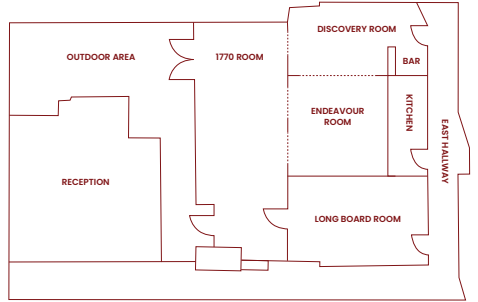 DISCOVERY ROOM
OUTDOOR AREA
1770 ROOM
BAR
ENDEAVOUR
ROOM
KITCHEN
EAST HALLWAY
RECEPTION
LONG BOARD ROOM